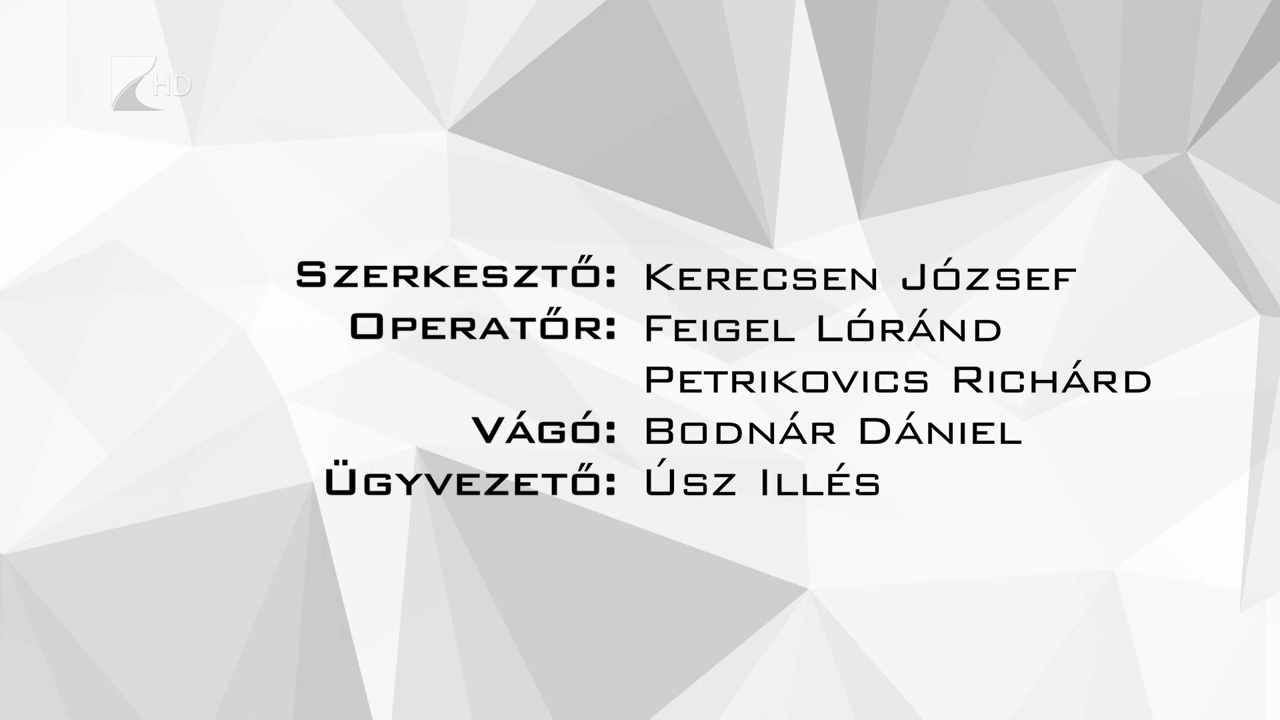 HD
Szerkesztő: Kerecsen József
Operatőr: Feigel Lóránd
Petrikovics Richárd
Vágó: Bodnár Dániel
Ügyvezető: Úsz Illés